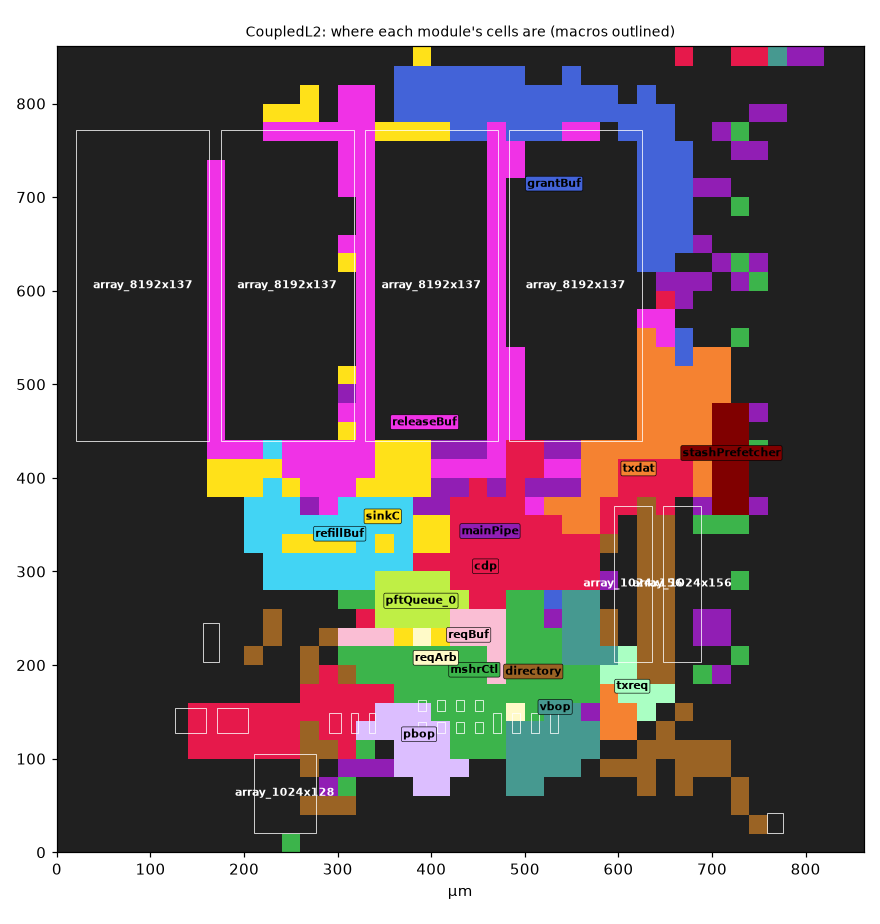 CoupledL2: where each module's cells are (macros outlined)
800
700
600
500
400
300
200
100
0
grantBuf
array_8192x137
array_8192x137
array_8192x137
array_8192x137
releaseBuf
stashPrefetcher
txdat
sinkC
refillBuf
mainPipe
cdp
array_1024x156
array_1024x156
pftQueue_0
reqBuf
reqArb
mshrCtl
directory
txreq
vbop
pbop
array_1024x128
0 100 200 300 400 500 600 700 800
µm